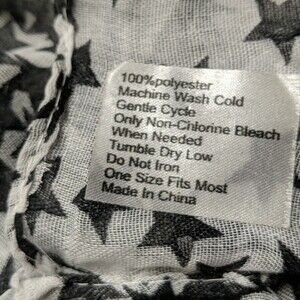 100%polyester
Machine Wash Cold
Gentle Cycle
Only Non-Chlorine Bleach
When Needed
Tumble Dry Low
Do Not Iron
One Size Fits Most
Made In China